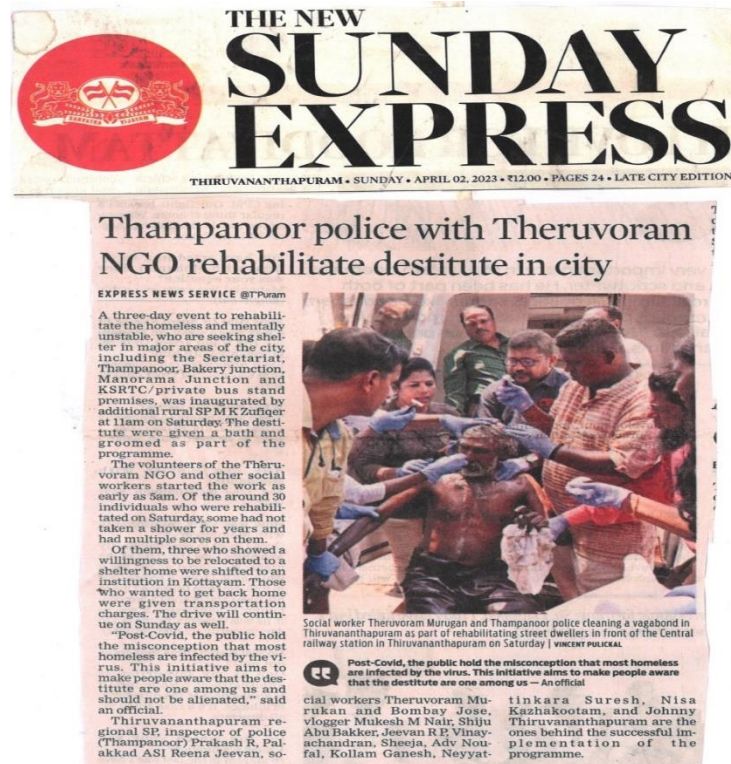 THE NEW
SUNDAY
EXPRESS
THIRUVANANTHAPURAM • SUNDAY • APRIL 02, 2023 • ₹12.00 • PAGES 24 • LATE CITY EDITION
Thampanoor police with Theruvoram
NGO rehabilitate destitute in city
EXPRESS NEWS SERVICE @T'Puram
A three-day event to rehabili-
tate the homeless and mentally
unstable, who are seeking shel-
ter in major areas of the city,
including the Secretariat,
Thampanoor, Bakery junction,
Manorama Junction and
KSRTC/private bus stand
premises, was inaugurated by
additional rural SP M K Zufiqer
at 11am on Saturday. The desti-
tute were given a bath and
groomed as part of the
programme.
The volunteers of the Theru-
voram NGO and other social
workers started the work as
early as 5am. Of the around 30
individuals who were rehabili-
tated on Saturday, some had not
taken a shower for years and
had multiple sores on them.
Of them, three who showed a
willingness to be relocated to a
shelter home were shifted to an
institution in Kottayam. Those
who wanted to get back home
were given transportation
charges. The drive will contin-
ue on Sunday as well.
"Post-Covid, the public hold
the misconception that most
homeless are infected by the vi-
rus. This initiative aims to
make people aware that the des-
titute are one among us and
should not be alienated," said
an official.
Thiruvananthapuram re-
gional SP, inspector of police
(Thampanoor) Prakash R, Pal-
akkad ASI Reena Jeevan, so-
Social worker Theruvoram Murugan and Thampanoor police cleaning a vagabond in
Thiruvananthapuram as part of rehabilitating street dwellers in front of the Central
railway station in Thiruvananthapuram on Saturday | VINCENT PULICKAL
Post-Covid, the public hold the misconception that most homeless
are infected by the virus. This initiative aims to make people aware
that the destitute are one among us — An official
cial workers Theruvoram Mu-
rukan and Bombay Jose,
vlogger Mukesh M Nair, Shiju
Abu Bakker, Jeevan R P, Vinay-
achandran, Sheeja, Adv Nou-
fal, Kollam Ganesh, Neyyat-
tinkara Suresh, Nisa
Kazhakootam, and Johnny
Thiruvananthapuram are the
ones behind the successful im-
plementation of the
programme.